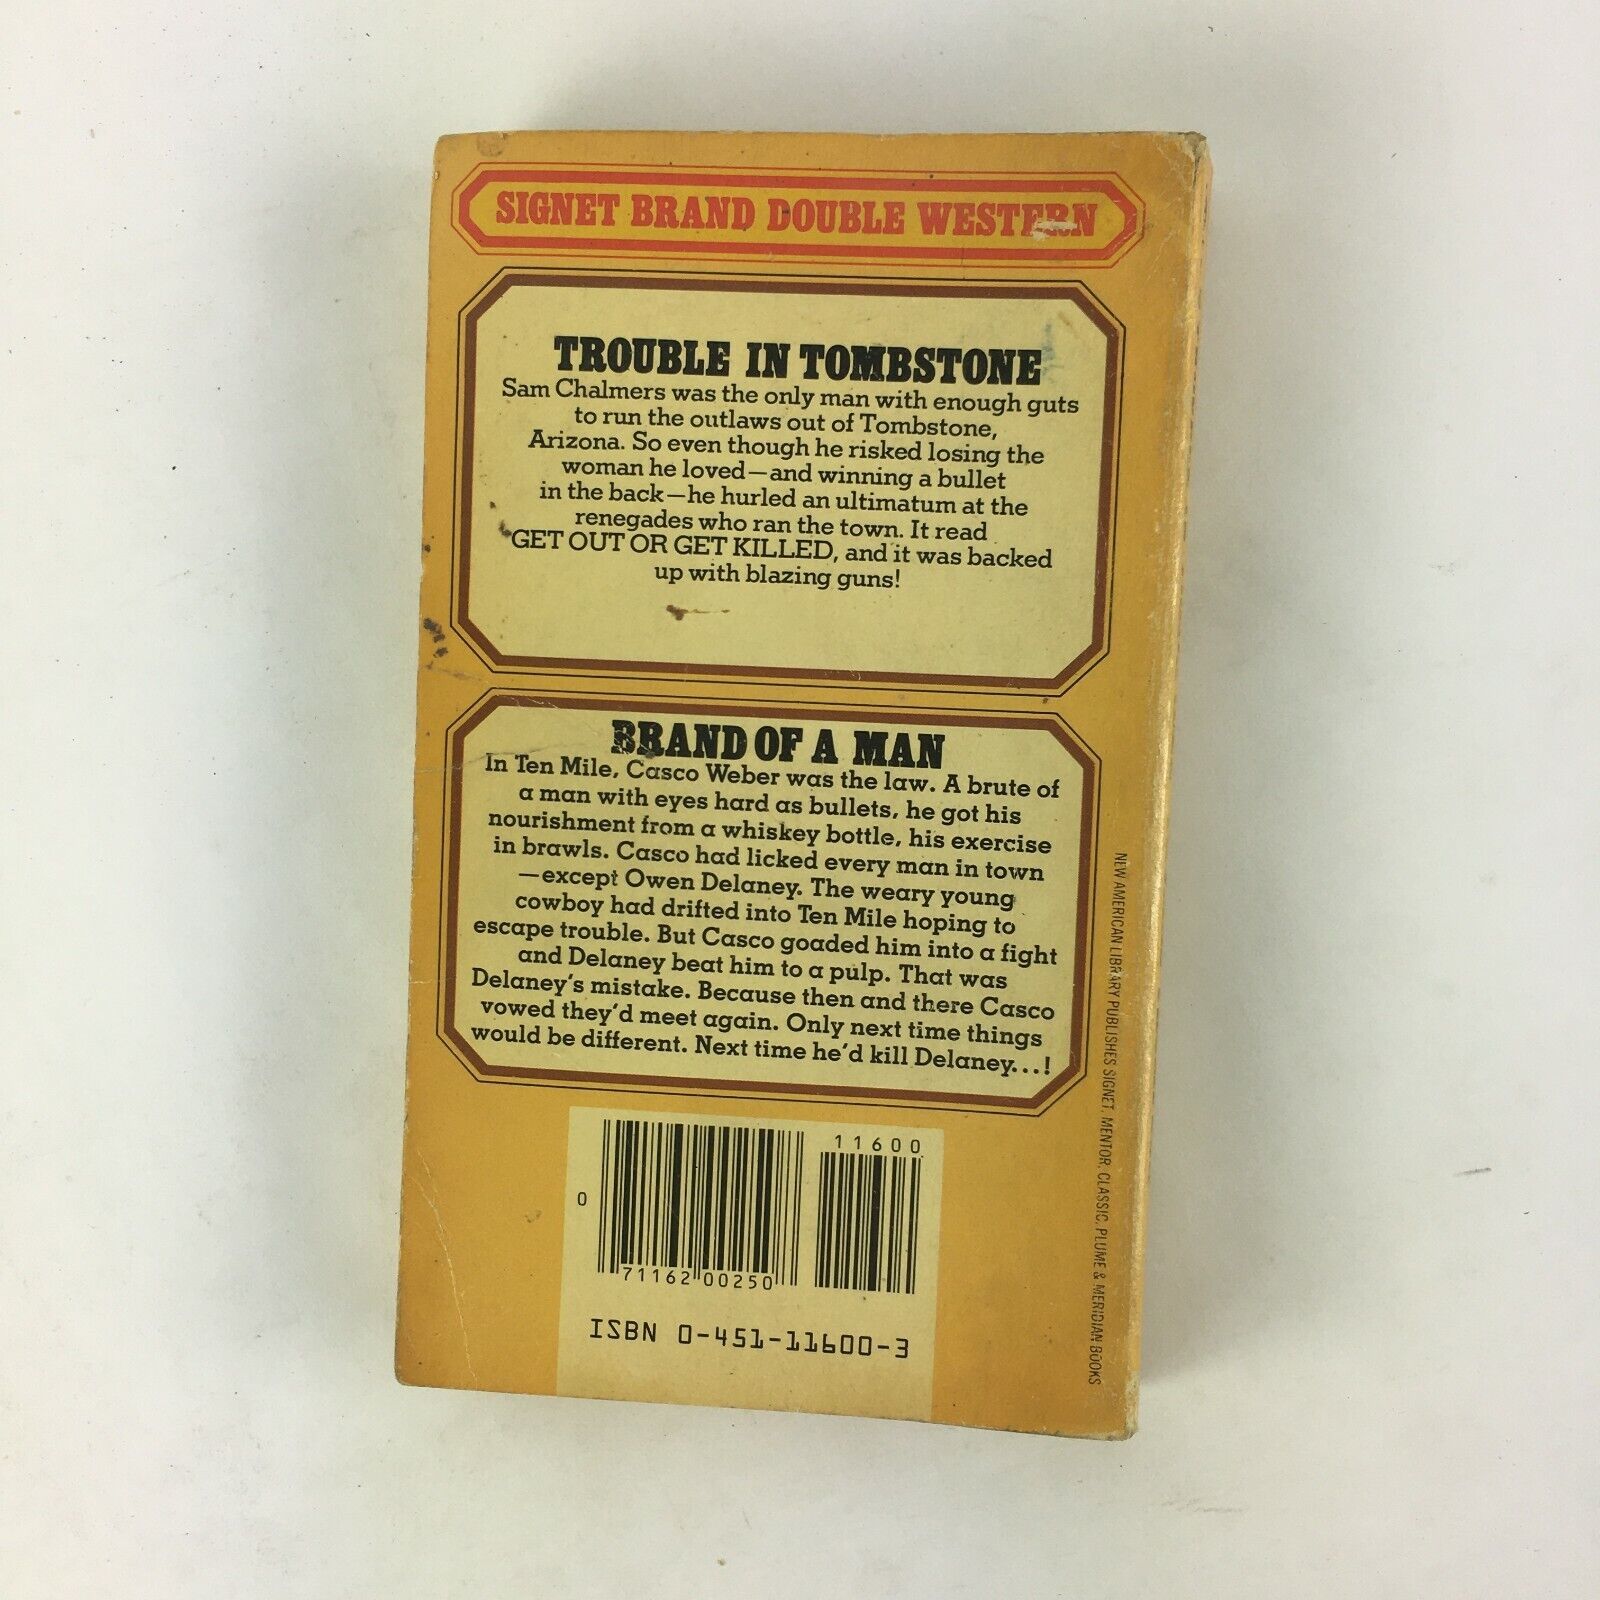 SIGNET BRAND DOUBLE WESTERN
TROUBLE IN TOMBSTONE
Sam Chalmers was the only man with enough guts
to run the outlaws out of Tombstone,
Arizona. So even though he risked losing the
woman he loved—and winning a bullet
in the back—he hurled an ultimatum at the
renegades who ran the town. It read
GET OUT OR GET KILLED, and it was backed
up with blazing guns!
BRAND OF A MAN
In Ten Mile, Casco Weber was the law. A brute of
a man with eyes hard as bullets, he got his
nourishment from a whiskey bottle, his exercise
in brawls. Casco had licked every man in town
—except Owen Delaney. The weary young
cowboy had drifted into Ten Mile hoping to
escape trouble. But Casco goaded him into a fight
and Delaney beat him to a pulp. That was
Delaney's mistake. Because then and there Casco
vowed they'd meet again. Only next time things
would be different. Next time he'd kill Delaney...!
11600
0
71162 00250
ISBN 0-451-11600-3
NEW AMERICAN LIBRARY PUBLISHES SIGNET, MENTOR, CLASSIC, PLUME & MERIDIAN BOOKS